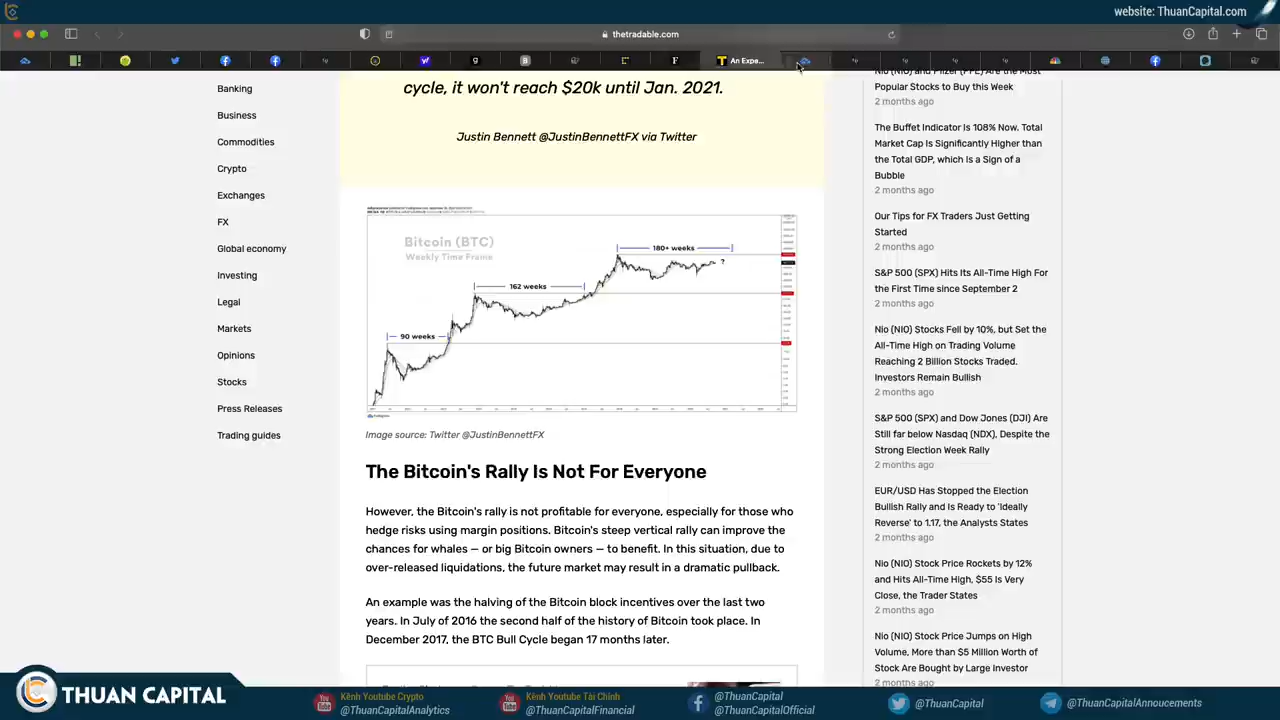 website: ThuanCapital.com
thetradable.com
An Expe...
Banking
Business
Commodities
Crypto
Exchanges
FX
Global economy
Investing
Legal
Markets
Opinions
Stocks
Press Releases
Trading guides
cycle, it won't reach $20k until Jan. 2021.
Justin Bennett @JustinBennettFX via Twitter
Bitcoin (BTC)
Weekly Time Frame
180+ weeks
?
162 weeks
90 weeks
Image source: Twitter @JustinBennettFX
The Bitcoin's Rally Is Not For Everyone
However, the Bitcoin's rally is not profitable for everyone, especially for those who
hedge risks using margin positions. Bitcoin's steep vertical rally can improve the
chances for whales — or big Bitcoin owners — to benefit. In this situation, due to
over-released liquidations, the future market may result in a dramatic pullback.
An example was the halving of the Bitcoin block incentives over the last two
years. In July of 2016 the second half of the history of Bitcoin took place. In
December 2017, the BTC Bull Cycle began 17 months later.
Nio (NIO) and Pfizer (PFE) Are the Most
Popular Stocks to Buy this Week
2 months ago
The Buffet Indicator Is 108% Now. Total
Market Cap Is Significantly Higher than
the Total GDP, which Is a Sign of a
Bubble
2 months ago
Our Tips for FX Traders Just Getting
Started
2 months ago
S&P 500 (SPX) Hits Its All-Time High For
the First Time since September 2
2 months ago
Nio (NIO) Stocks Fell by 10%, but Set the
All-Time High on Trading Volume
Reaching 2 Billion Stocks Traded.
Investors Remain Bullish
2 months ago
S&P 500 (SPX) and Dow Jones (DJI) Are
Still far below Nasdaq (NDX), Despite the
Strong Election Week Rally
2 months ago
EUR/USD Has Stopped the Election
Bullish Rally and Is Ready to 'Ideally
Reverse' to 1.17, the Analysts States
2 months ago
Nio (NIO) Stock Price Rockets by 12%
and Hits All-Time High, $55 Is Very
Close, the Trader States
2 months ago
Nio (NIO) Stock Price Jumps on High
Volume, More than $5 Million Worth of
Stock Are Bought by Large Investor
2 months ago
THUAN CAPITAL
Kênh Youtube Crypto
@ThuanCapitalAnalytics
Kênh Youtube Tài Chính
@ThuanCapitalFinancial
@ThuanCapital
@ThuanCapitalOfficial
@ThuanCapital
@ThuanCapitalAnnoucements